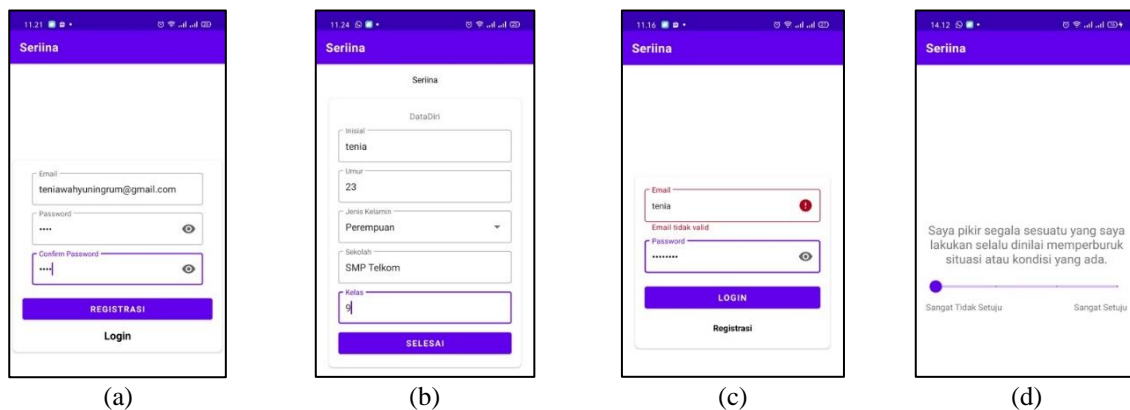 11.21
Seriina
Email
teniawahyuningrum@gmail.com
Password
••••
Confirm Password
••••
REGISTRASI
Login
(a)
11.24
Seriina
Seriina
DataDiri
Inisial
tenia
Umur
23
Jenis Kelamin
Perempuan
Sekolah
SMP Telkom
Kelas
9
SELESAI
(b)
11.16
Seriina
Email
tenia
Email tidak valid
Password
••••••••
LOGIN
Registrasi
(c)
14.12
Seriina
Saya pikir segala sesuatu yang saya
lakukan selalu dinilai memperburuk
situasi atau kondisi yang ada.
Sangat Tidak Setuju Sangat Setuju
(d)